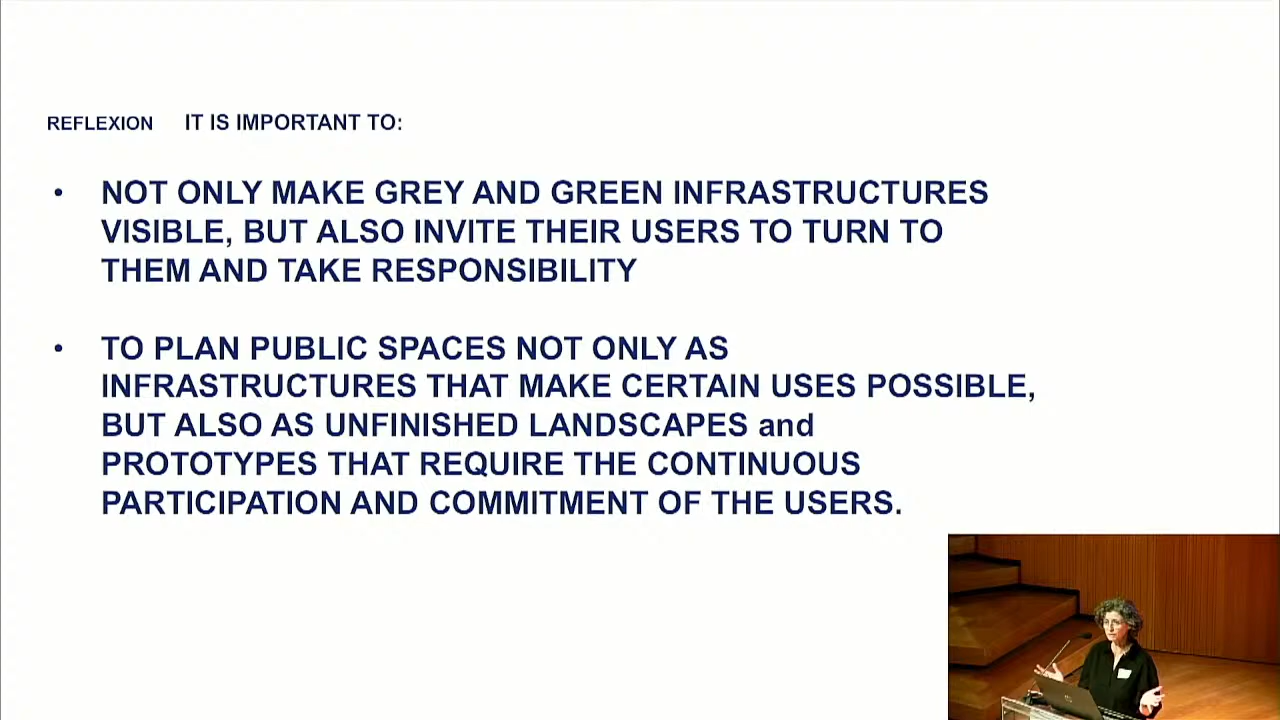 REFLEXION IT IS IMPORTANT TO:
• NOT ONLY MAKE GREY AND GREEN INFRASTRUCTURES
VISIBLE, BUT ALSO INVITE THEIR USERS TO TURN TO
THEM AND TAKE RESPONSIBILITY
• TO PLAN PUBLIC SPACES NOT ONLY AS
INFRASTRUCTURES THAT MAKE CERTAIN USES POSSIBLE,
BUT ALSO AS UNFINISHED LANDSCAPES and
PROTOTYPES THAT REQUIRE THE CONTINUOUS
PARTICIPATION AND COMMITMENT OF THE USERS.